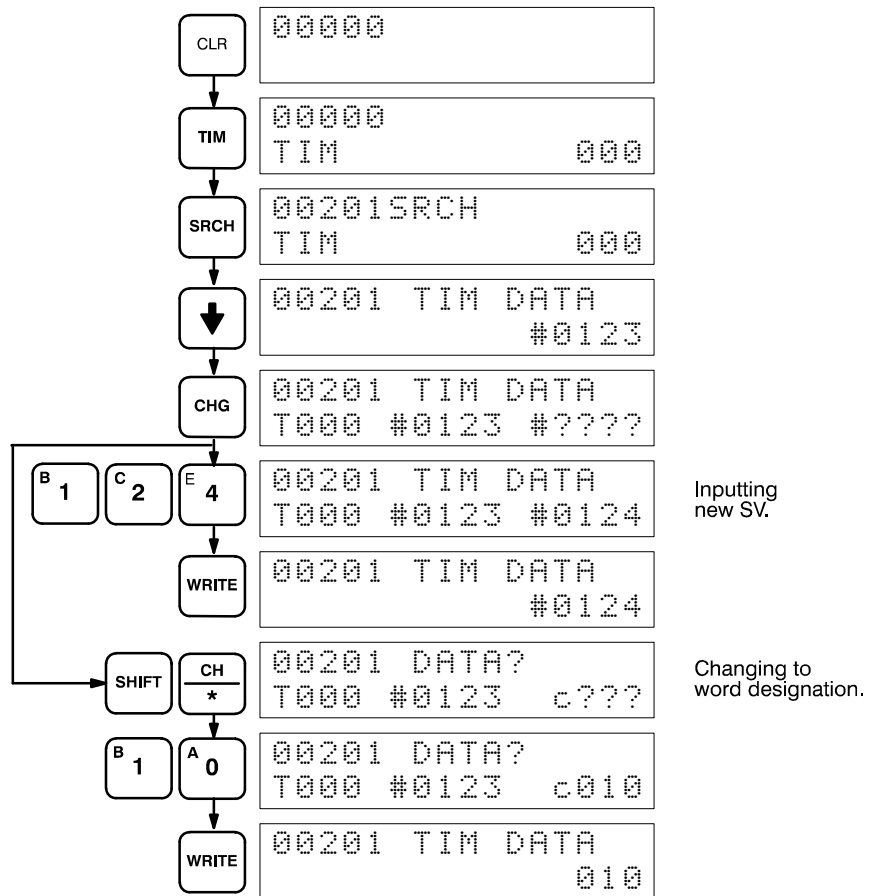 CLR
00000
TIM
00000
TIM 000
SRCH
00201SRCH
TIM 000
00201 TIM DATA
#0123
CHG
00201 TIM DATA
T000 #0123 #????
B 1 C 2 E 4
00201 TIM DATA
T000 #0123 #0124
Inputting
new SV.
WRITE
00201 TIM DATA
#0124
SHIFT CH
*
00201 DATA?
T000 #0123 c???
Changing to
word designation.
B 1 A 0
00201 DATA?
T000 #0123 c010
WRITE
00201 TIM DATA
010